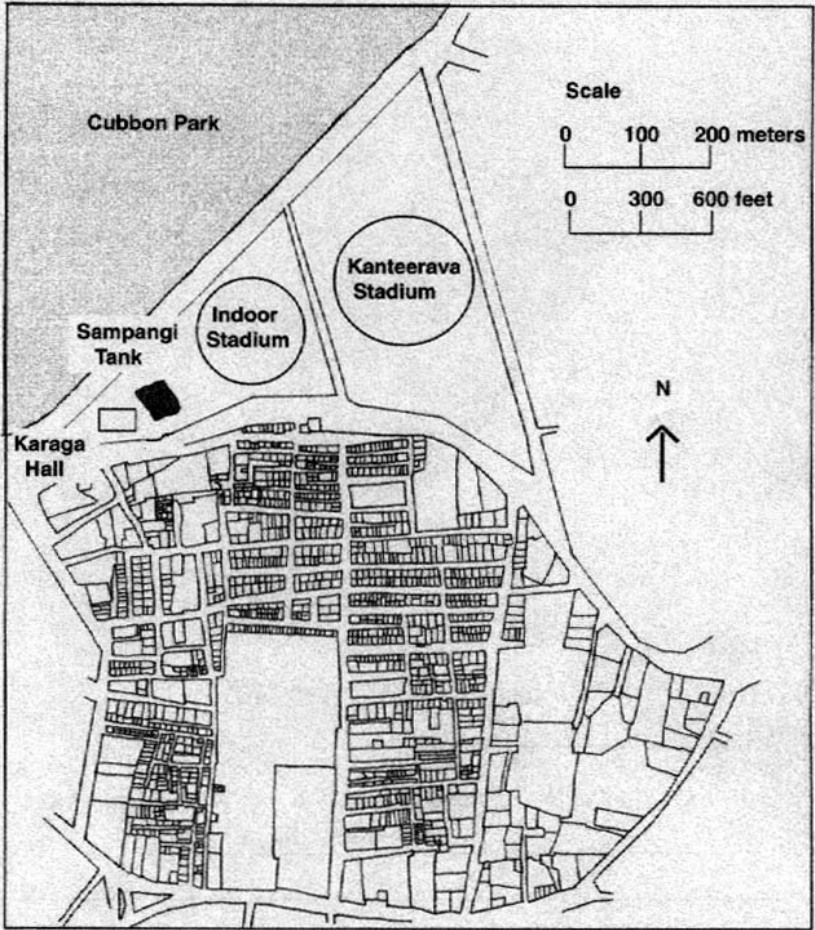 Cubbon Park
Scale
0 100 200 meters
0 300 600 feet
Kanteerava
Stadium
Indoor
Stadium
Sampangi
Tank
N
Karaga
Hall